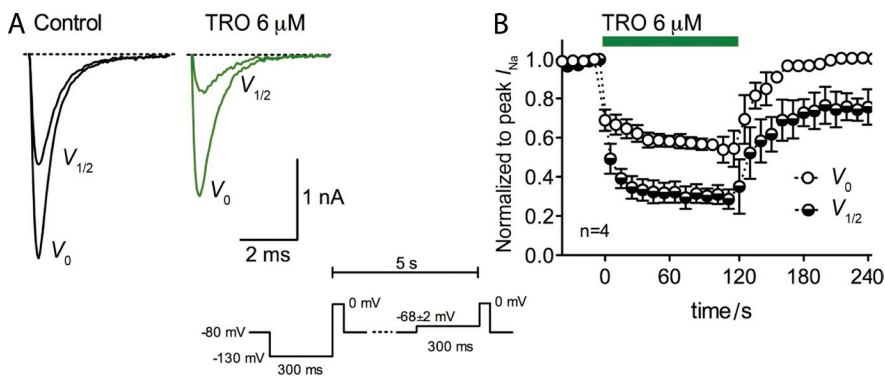 A
Control
TRO 6 µM
V1/2
V1/2
V0
V0
1 nA
2 ms
5 s
0 mV
0 mV
-68±2 mV
-80 mV
-130 mV
300 ms
300 ms
B
TRO 6 µM
Normalized to peak INa
1.0
0.8
0.6
0.4
0.2
0.0
V0
V1/2
n=4
0
60
120
180
240
time/s